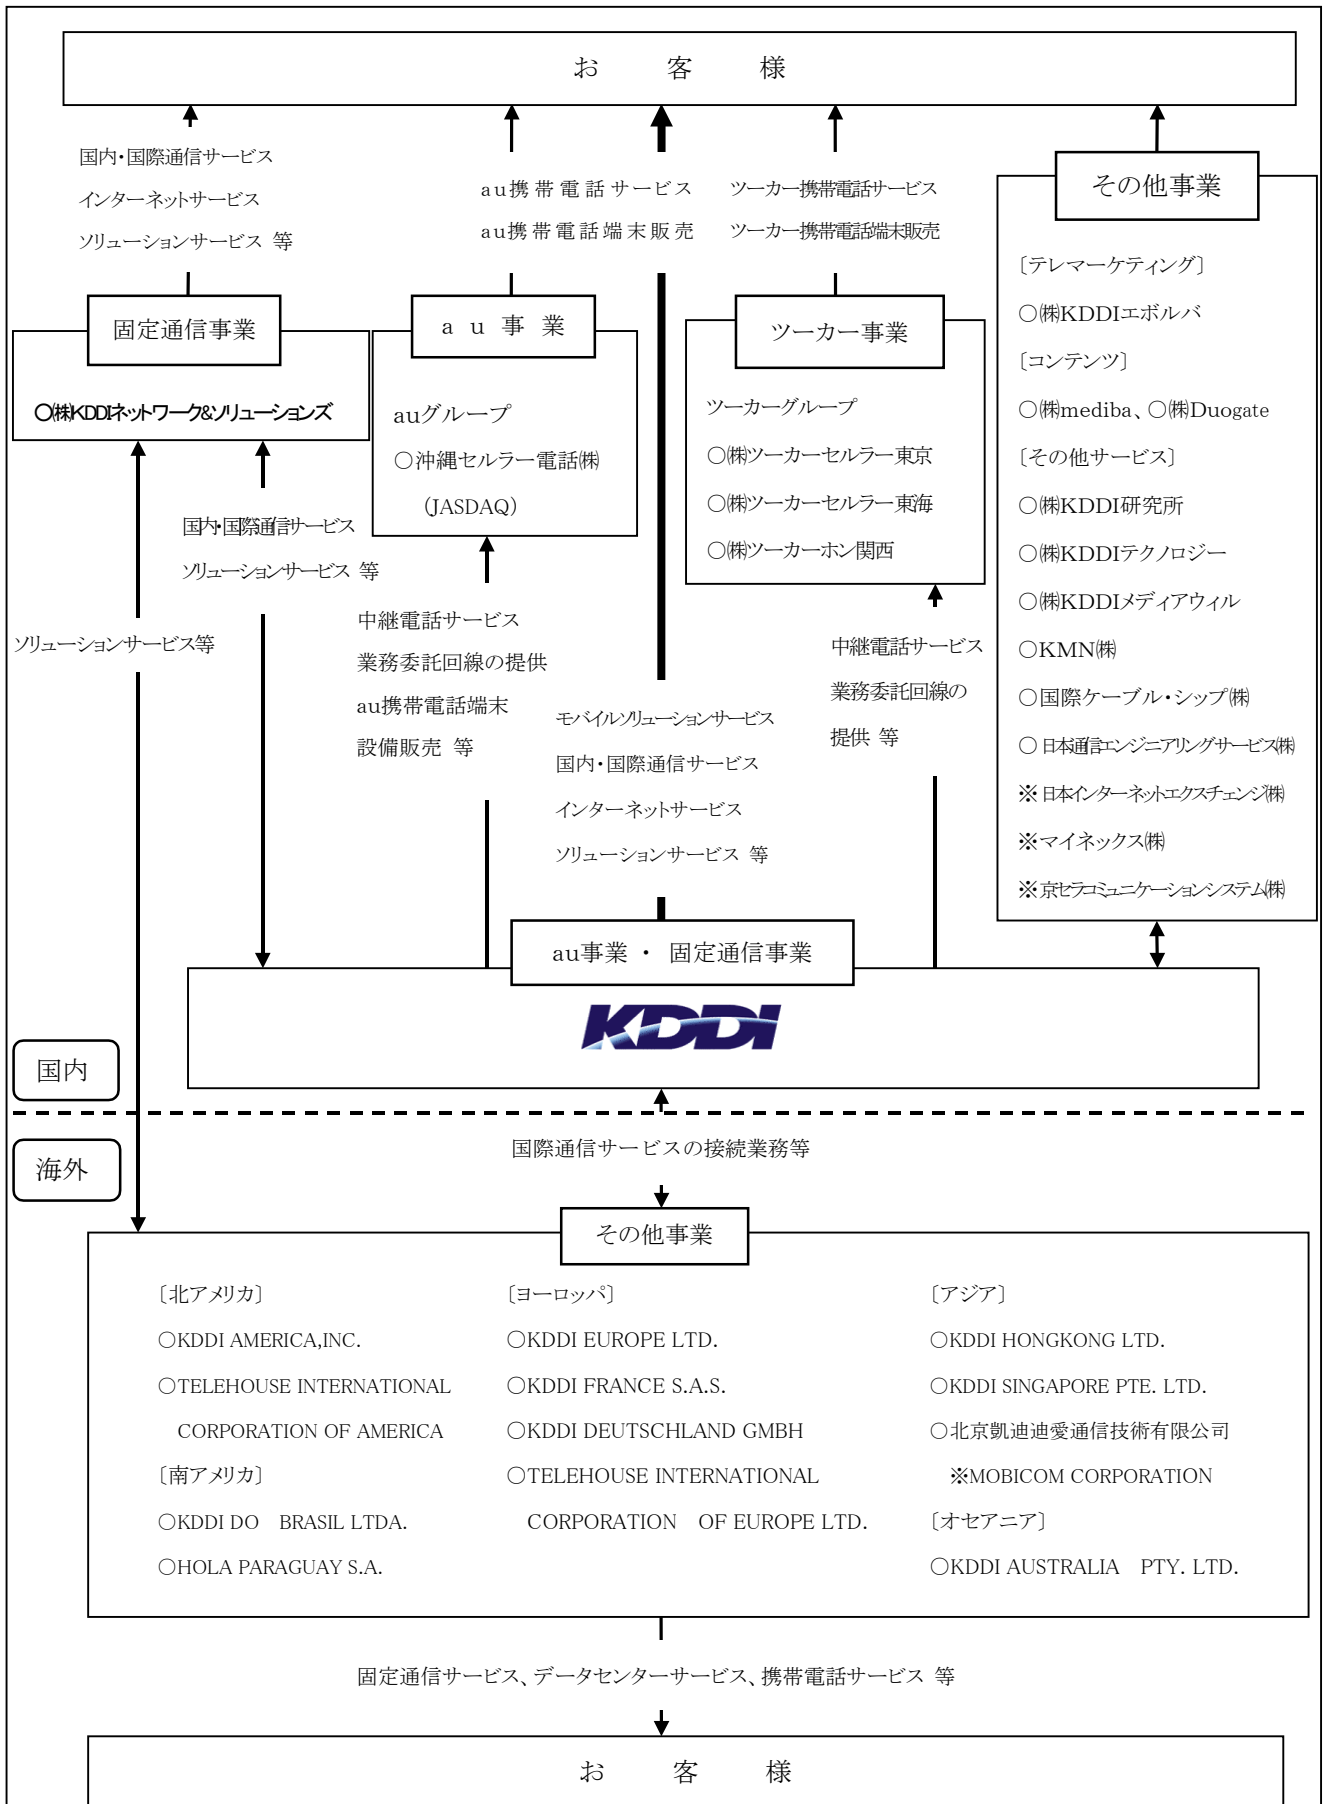 お 客 様
国内・国際通信サービス
インターネットサービス
ソリューションサービス 等
au携帯電話サービス
au携帯電話端末販売
ツーカー携帯電話サービス
ツーカー携帯電話端末販売
固定通信事業
○㈱KDDIネットワーク&ソリューションズ
au事業
auグループ
○沖縄セルラー電話㈱
(JASDAQ)
ツーカー事業
ツーカーグループ
○㈱ツーカーセルラー東京
○㈱ツーカーセルラー東海
○㈱ツーカーホン関西
その他事業
〔テレマーケティング〕
○㈱KDDIエボルバ
〔コンテンツ〕
○㈱mediba、○㈱Duogate
〔その他サービス〕
○㈱KDDI研究所
○㈱KDDIテクノロジー
○㈱KDDIメディアウィル
○KMN㈱
○国際ケーブル・シップ㈱
○日本通信エンジニアリングサービス㈱
※日本インターネットエクスチェンジ㈱
※マイネックス㈱
※京セラコミュニケーションシステム㈱
ソリューションサービス等
国内・国際通信サービス
ソリューションサービス 等
中継電話サービス
業務委託回線の提供
au携帯電話端末
設備販売 等
モバイルソリューションサービス
国内・国際通信サービス
インターネットサービス
ソリューションサービス 等
中継電話サービス
業務委託回線の
提供 等
au事業 ・ 固定通信事業
KDDI
国内
海外
国際通信サービスの接続業務等
その他事業
〔北アメリカ〕
○KDDI AMERICA,INC.
○TELEHOUSE INTERNATIONAL
CORPORATION OF AMERICA
〔南アメリカ〕
○KDDI DO BRASIL LTDA.
○HOLA PARAGUAY S.A.
〔ヨーロッパ〕
○KDDI EUROPE LTD.
○KDDI FRANCE S.A.S.
○KDDI DEUTSCHLAND GMBH
○TELEHOUSE INTERNATIONAL
CORPORATION OF EUROPE LTD.
〔アジア〕
○KDDI HONGKONG LTD.
○KDDI SINGAPORE PTE. LTD.
○北京凱迪迪愛通信技術有限公司
※MOBICOM CORPORATION
〔オセアニア〕
○KDDI AUSTRALIA PTY. LTD.
固定通信サービス、データセンターサービス、携帯電話サービス 等
お 客 様